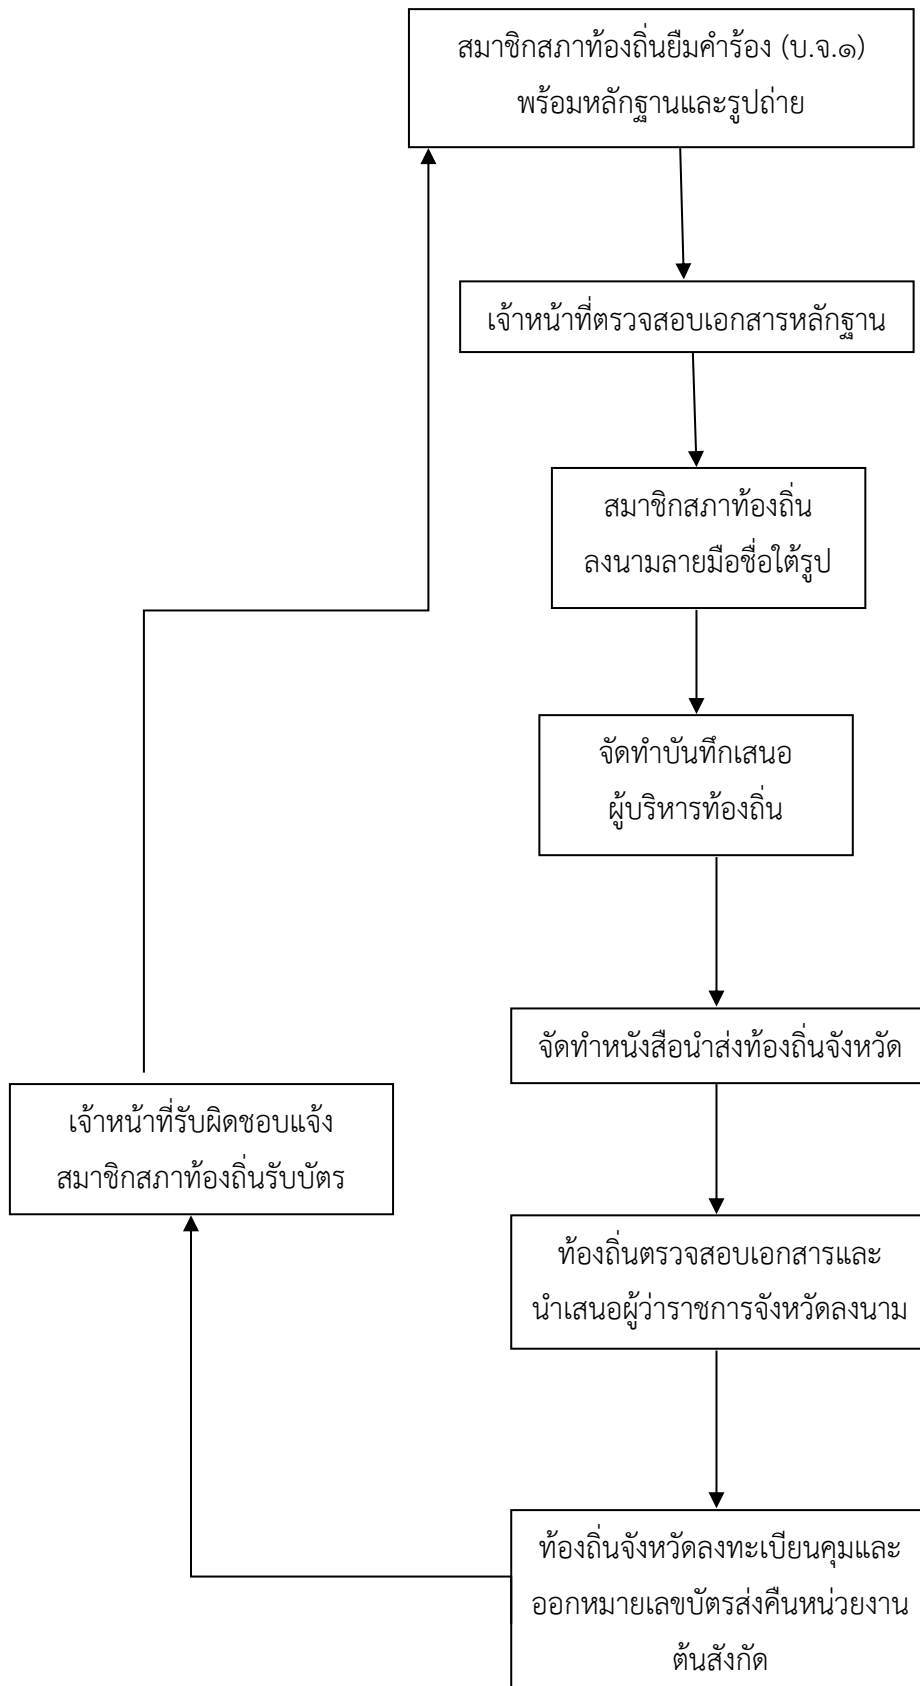 สมาชิกสภาท้องถิ่นยืมคำร้อง (บ.จ.๑)
พร้อมหลักฐานและรูปถ่าย
เจ้าหน้าที่ตรวจสอบเอกสารหลักฐาน
สมาชิกสภาท้องถิ่น
ลงนามลายมือชื่อใต้รูป
จัดทำบันทึกเสนอ
ผู้บริหารท้องถิ่น
จัดทำหนังสือนำส่งท้องถิ่นจังหวัด
เจ้าหน้าที่รับผิดชอบแจ้ง
สมาชิกสภาท้องถิ่นรับบัตร
ท้องถิ่นตรวจสอบเอกสารและ
นำเสนอผู้ว่าราชการจังหวัดลงนาม
ท้องถิ่นจังหวัดลงทะเบียนคุมและ
ออกหมายเลขบัตรส่งคืนหน่วยงาน
ต้นสังกัด